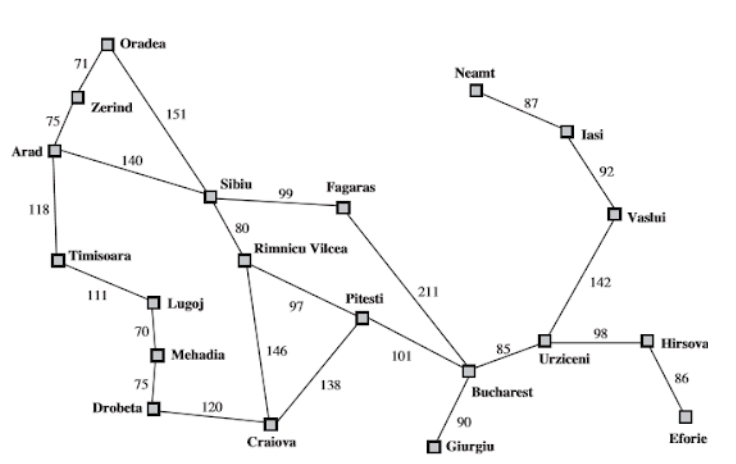 Oradea
71
Neamt
87
Zerind
151
75
Iasi
Arad
140
92
Sibiu
99
Fagaras
118
80
Vaslui
Rimnicu Vilcea
Timisoara
142
111
211
Lugoj
97
Pitesti
70
98
Hirsova
146
101
85
Mehadia
Urziceni
75
138
86
Bucharest
Drobeta
120
90
Craiova
Giurgiu
Eforie